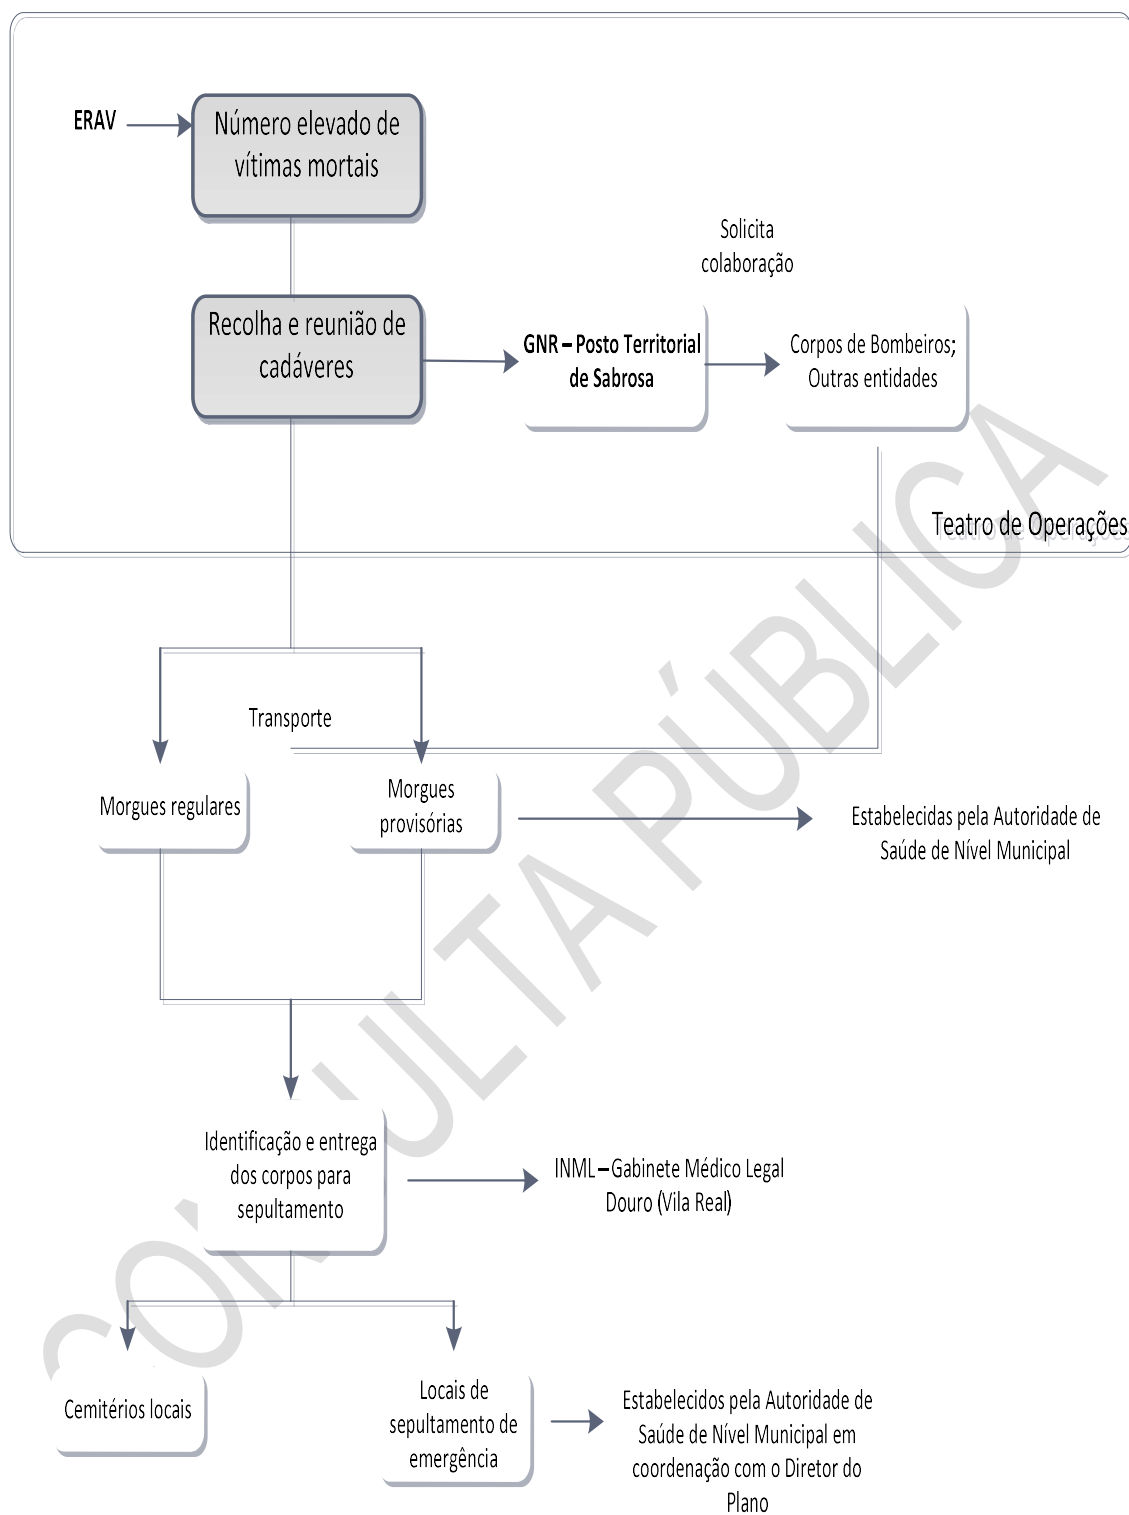 ERAV
Número elevado de
vítimas mortais
Solicita
colaboração
Recolha e reunião de
cadáveres
GNR – Posto Territorial
de Sabrosa
Corpos de Bombeiros;
Outras entidades
Teatro de Operações
Transporte
Morgues regulares
Morgues
provisórias
Estabelecidas pela Autoridade de
Saúde de Nível Municipal
Identificação e entrega
dos corpos para
sepultamento
INML – Gabinete Médico Legal
Douro (Vila Real)
Cemitérios locais
Locais de
sepultamento de
emergência
Estabelecidos pela Autoridade de
Saúde de Nível Municipal em
coordenação com o Diretor do
Plano
CONSULTA PÚBLICA